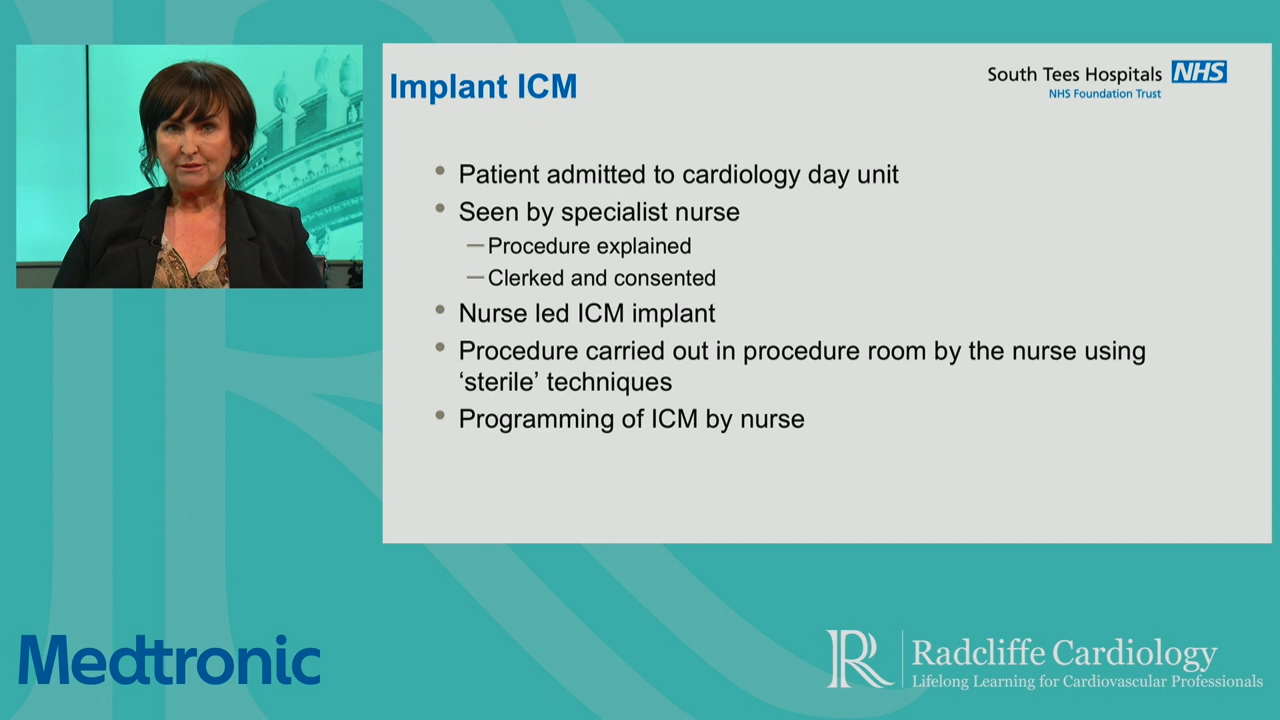 Implant ICM
South Tees Hospitals NHS
NHS Foundation Trust
• Patient admitted to cardiology day unit
• Seen by specialist nurse
— Procedure explained
— Clerked and consented
• Nurse led ICM implant
• Procedure carried out in procedure room by the nurse using
‘sterile’ techniques
• Programming of ICM by nurse
Medtronic
R Radcliffe Cardiology
Lifelong Learning for Cardiovascular Professionals